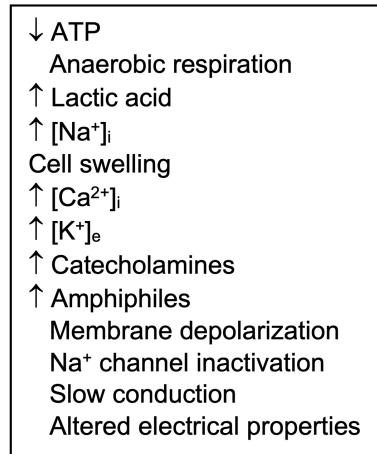 ↓ ATP
Anaerobic respiration
↑ Lactic acid
↑ [Na⁺]ᵢ
Cell swelling
↑ [Ca²⁺]ᵢ
↑ [K⁺]ₑ
↑ Catecholamines
↑ Amphiphiles
Membrane depolarization
Na⁺ channel inactivation
Slow conduction
Altered electrical properties